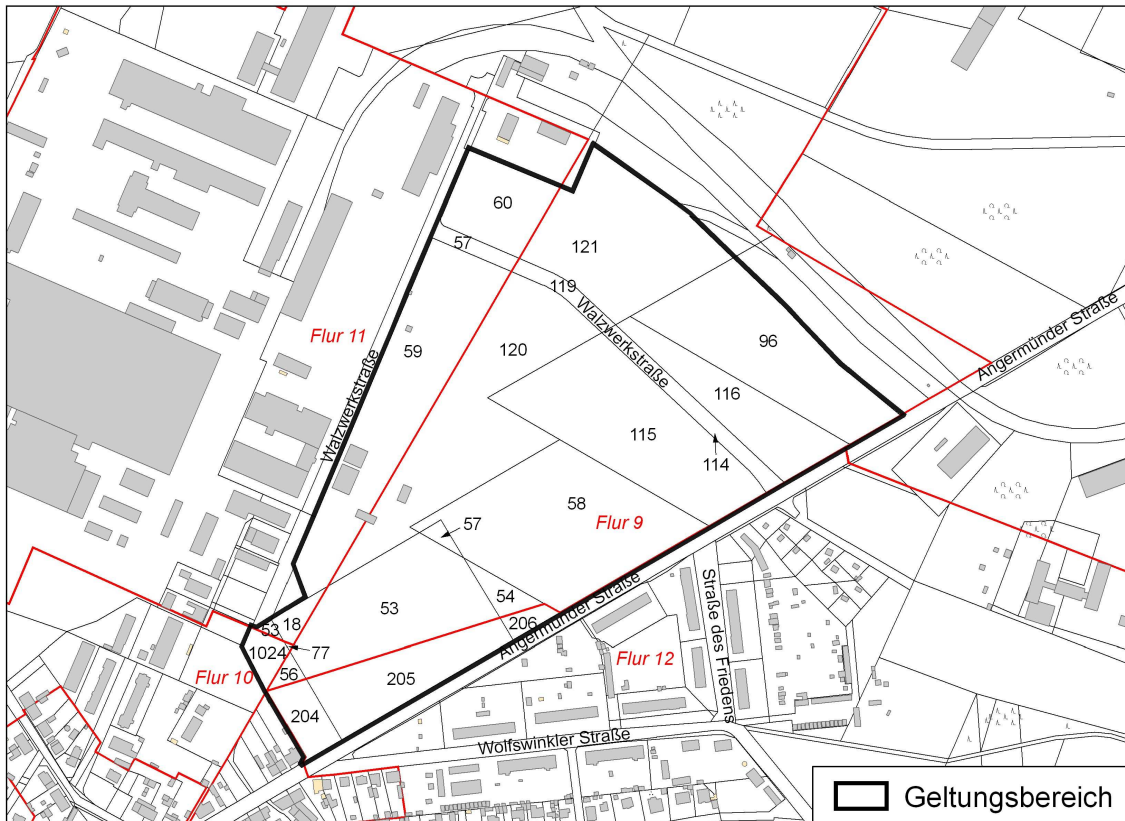 60
57
121
119
Walzwerkstraße
96
Angermünder Straße
Flur 11
59
120
Walzwerkstraße
116
115
114
58
Flur 9
57
54
53
206
Angermünder Straße
Straße des Friedens
18
53
1024
77
56
Flur 10
205
204
Flur 12
Wolfswinkler Straße
Geltungsbereich